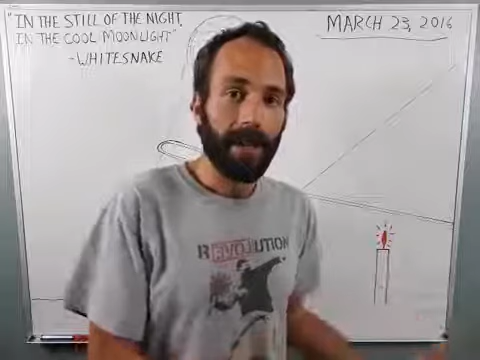 "IN THE STILL OF THE NIGHT
IN THE COOL MOONLIGHT"
-WHITESNAKE
MARCH 23, 2016
REVOLUTION